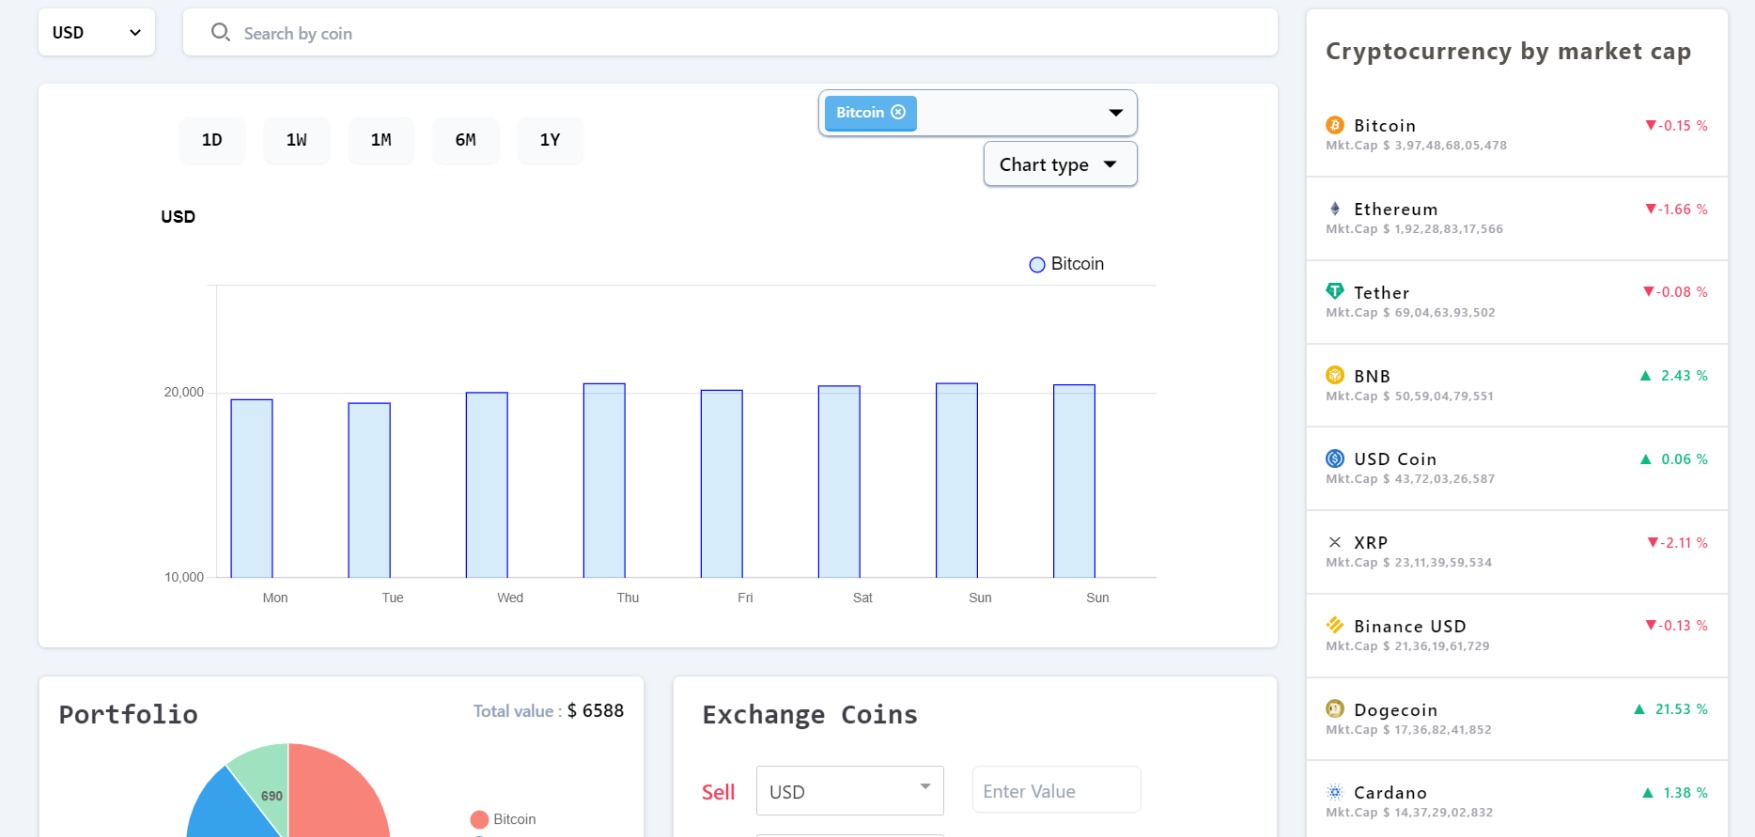 USD
Search by coin
1D 1W 1M 6M 1Y
Bitcoin
Chart type
USD
Bitcoin
20,000
10,000
Mon Tue Wed Thu Fri Sat Sun Sun
Portfolio
Total value : $ 6588
690
Bitcoin
Exchange Coins
Sell USD Enter Value
Cryptocurrency by market cap
Bitcoin ▼-0.15 %
Mkt.Cap $ 3,97,48,68,05,478
Ethereum ▼-1.66 %
Mkt.Cap $ 1,92,28,83,17,566
Tether ▼-0.08 %
Mkt.Cap $ 69,04,63,93,502
BNB ▲ 2.43 %
Mkt.Cap $ 50,59,04,79,551
USD Coin ▲ 0.06 %
Mkt.Cap $ 43,72,03,26,587
XRP ▼-2.11 %
Mkt.Cap $ 23,11,39,59,534
Binance USD ▼-0.13 %
Mkt.Cap $ 21,36,19,61,729
Dogecoin ▲ 21.53 %
Mkt.Cap $ 17,36,82,41,852
Cardano ▲ 1.38 %
Mkt.Cap $ 14,37,29,02,832